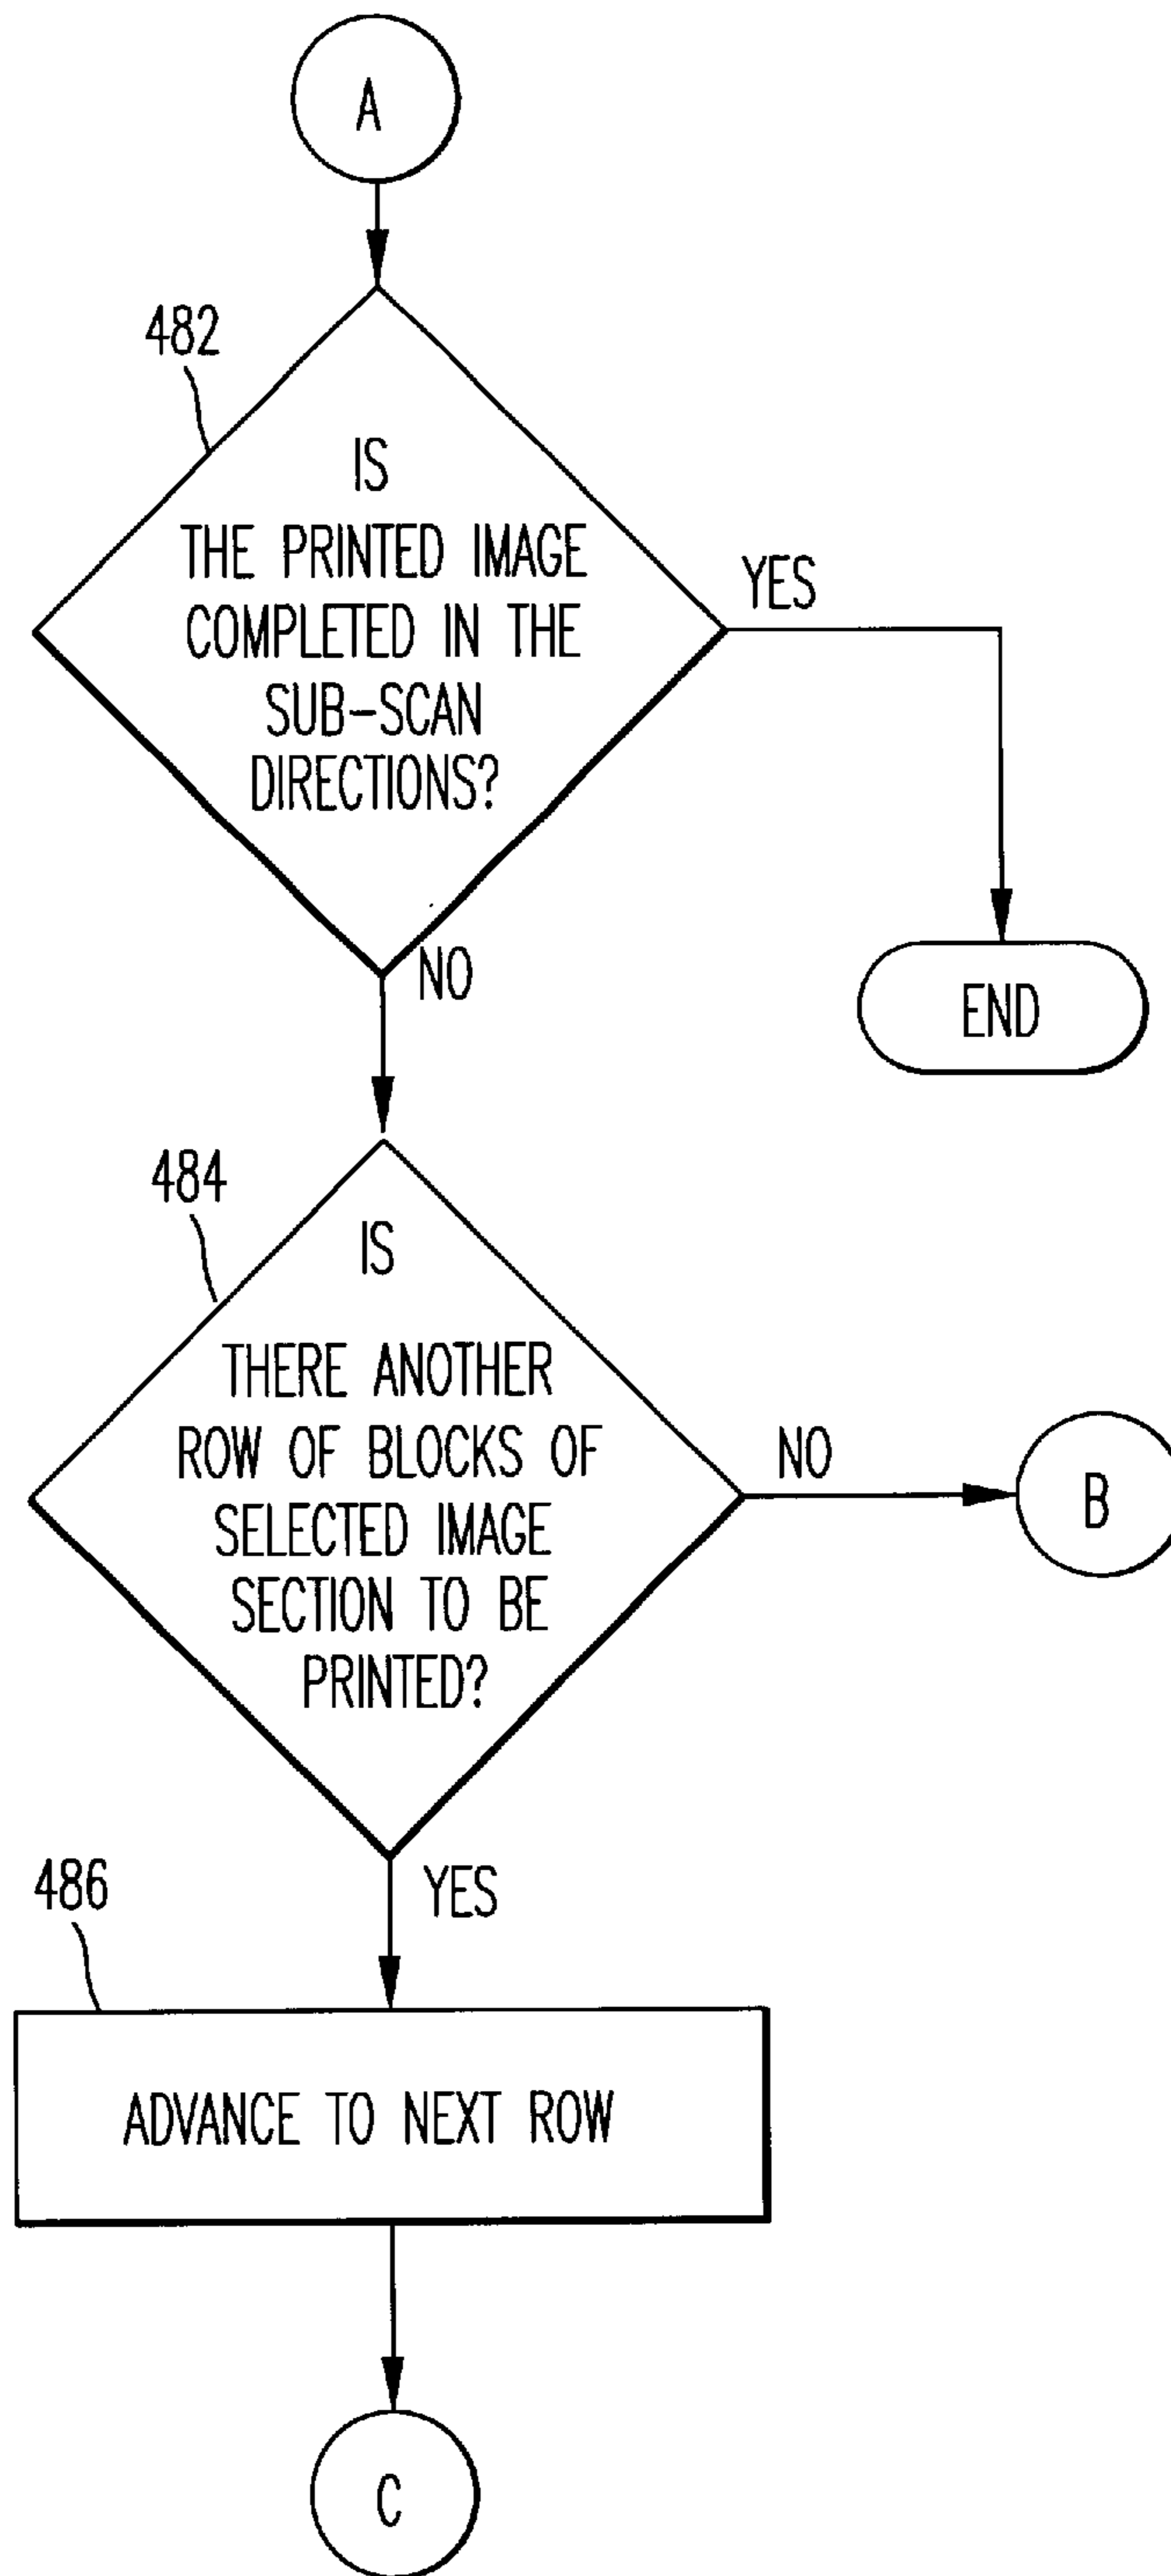 A
482
IS
THE PRINTED IMAGE
COMPLETED IN THE
SUB-SCAN
DIRECTIONS?
YES
NO
END
484
IS
THERE ANOTHER
ROW OF BLOCKS OF
SELECTED IMAGE
SECTION TO BE
PRINTED?
NO
B
YES
486
ADVANCE TO NEXT ROW
C